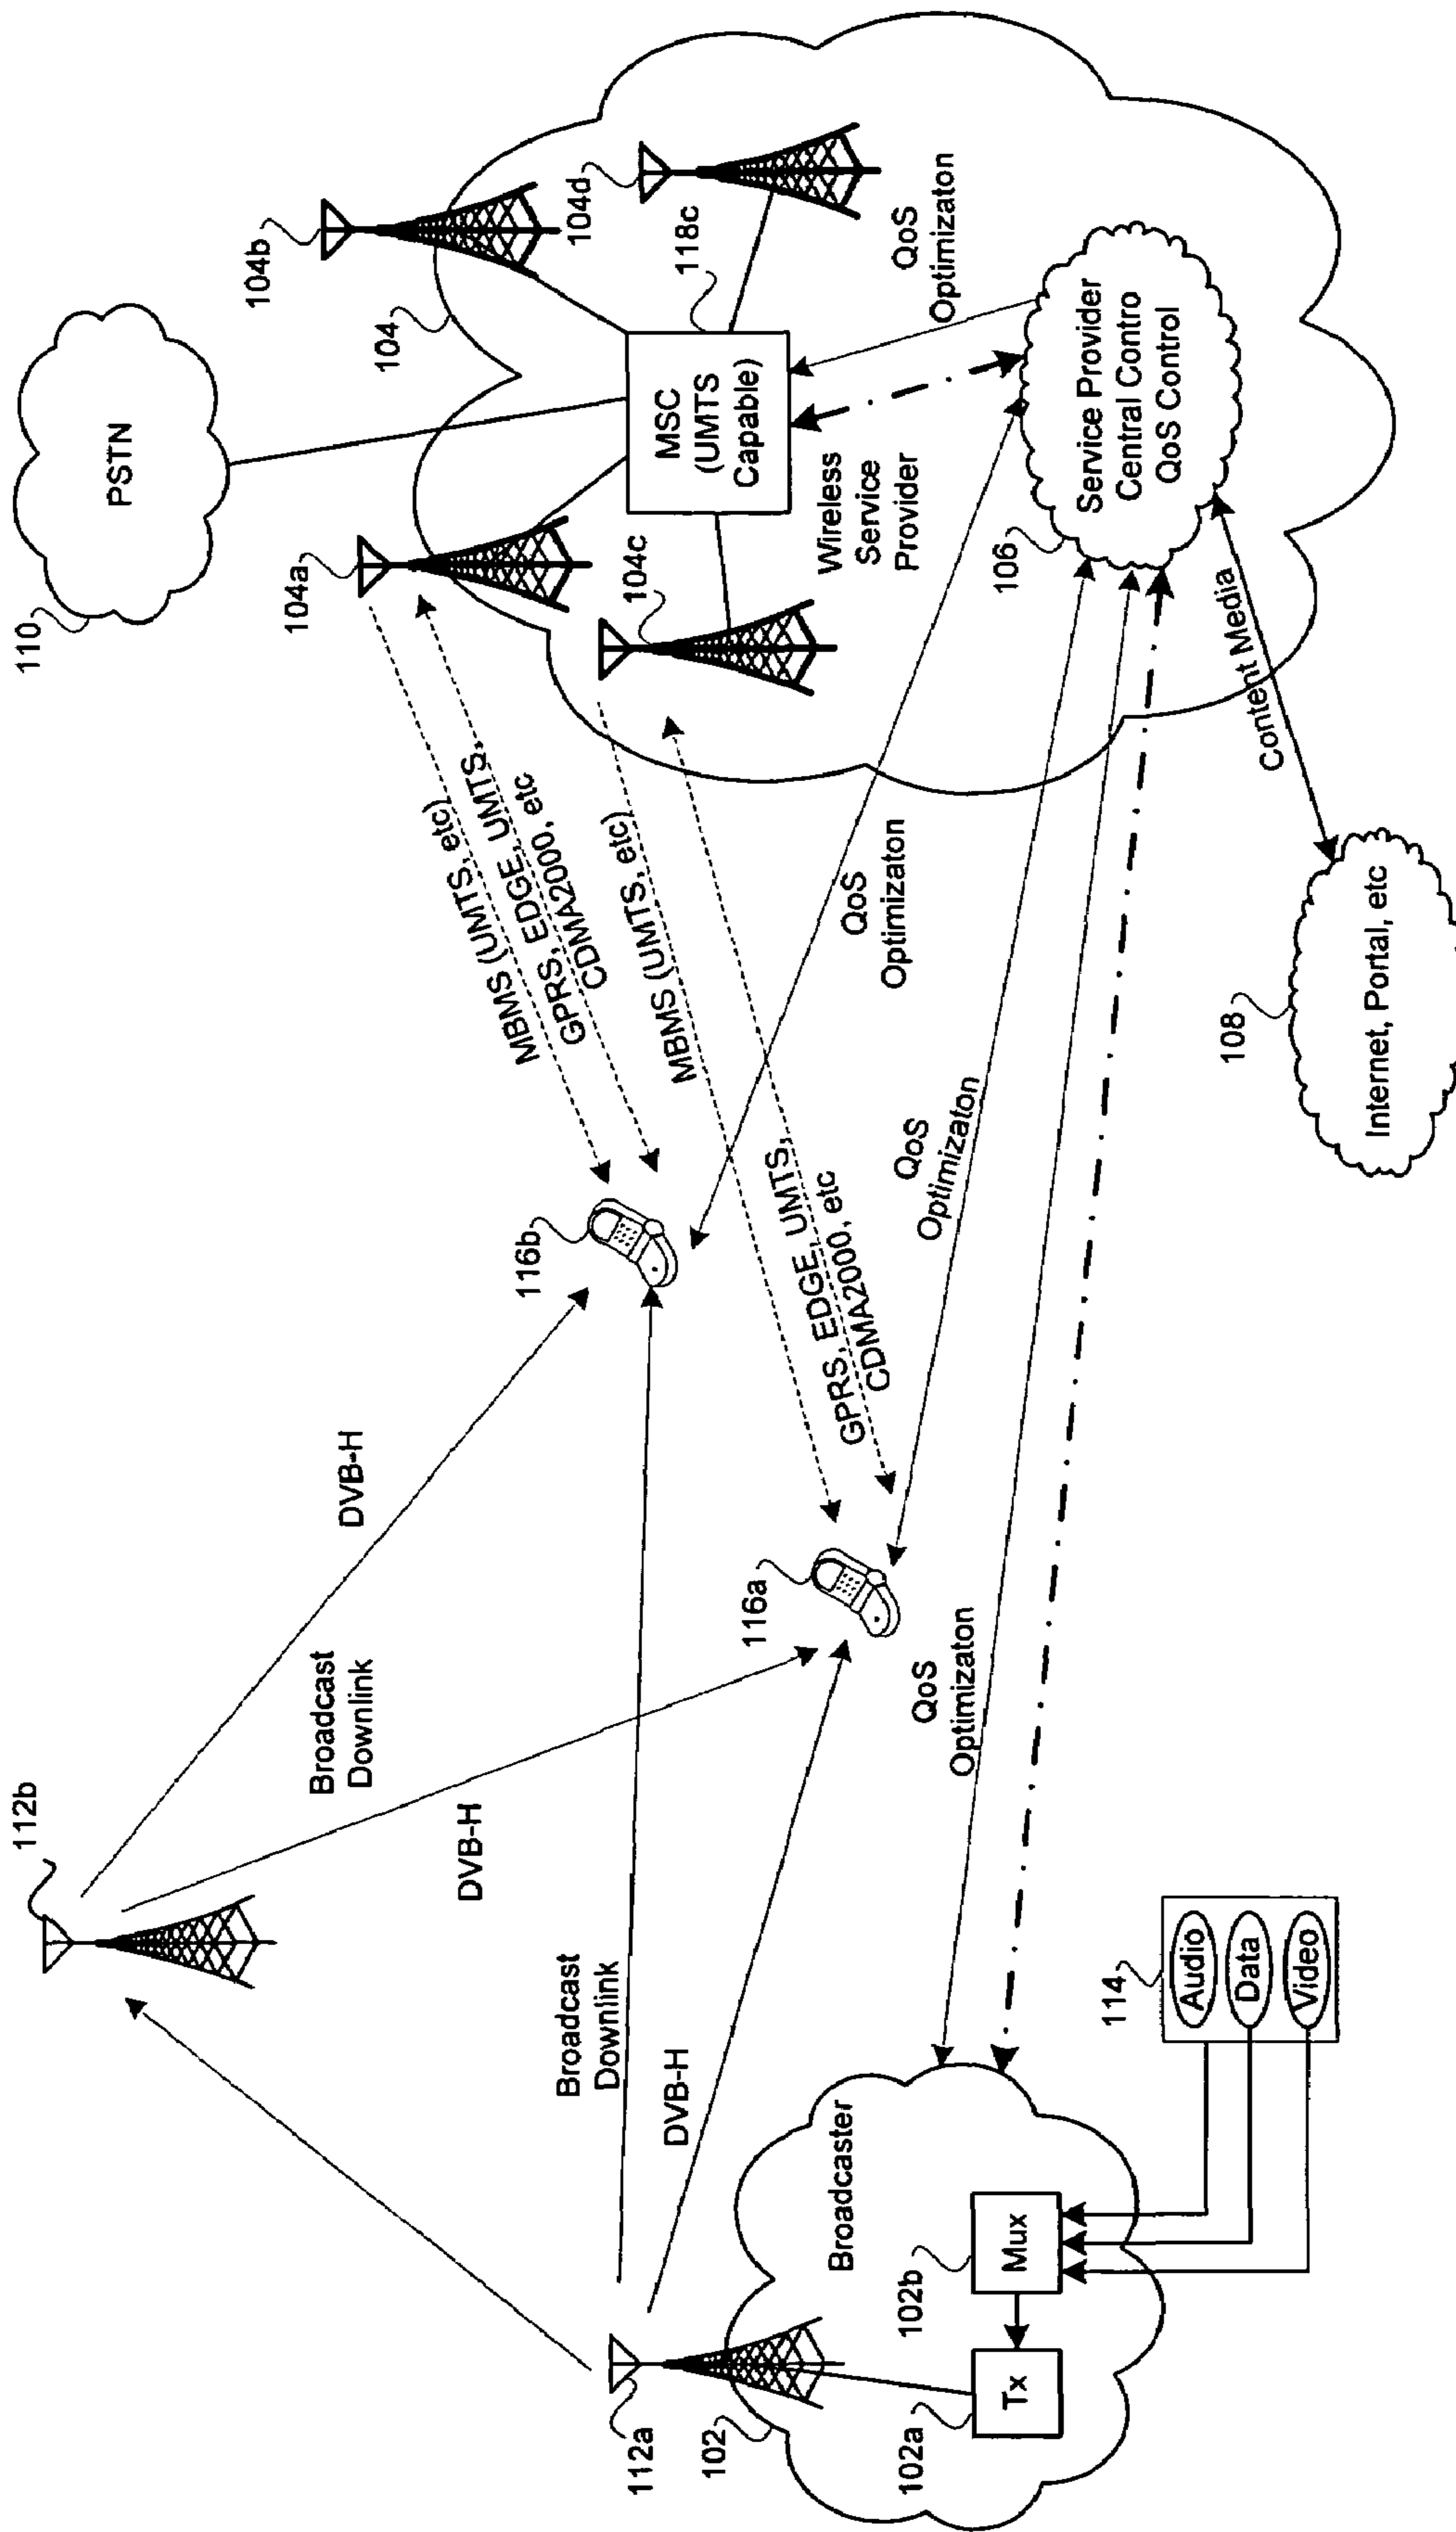 110
PSTN
104b
104
104a
104d
118c
MSC
(UMTS
Capable)
104c
Wireless
Service
Provider
QoS
Optimizaton
106
Service Provider
Central Contro
QoS Control
Content Media
108
Internet, Portal, etc
MBMS (UMTS, etc)
GPRS, EDGE, UMTS,
CDMA2000, etc
MBMS (UMTS, etc)
GPRS, EDGE, UMTS,
CDMA2000, etc
QoS
Optimizaton
QoS
Optimizaton
QoS
Optimizaton
116b
116a
112b
DVB-H
Broadcast
Downlink
DVB-H
Broadcast
Downlink
DVB-H
112a
102
Broadcaster
102a
Tx
102b
Mux
114
Audio
Data
Video